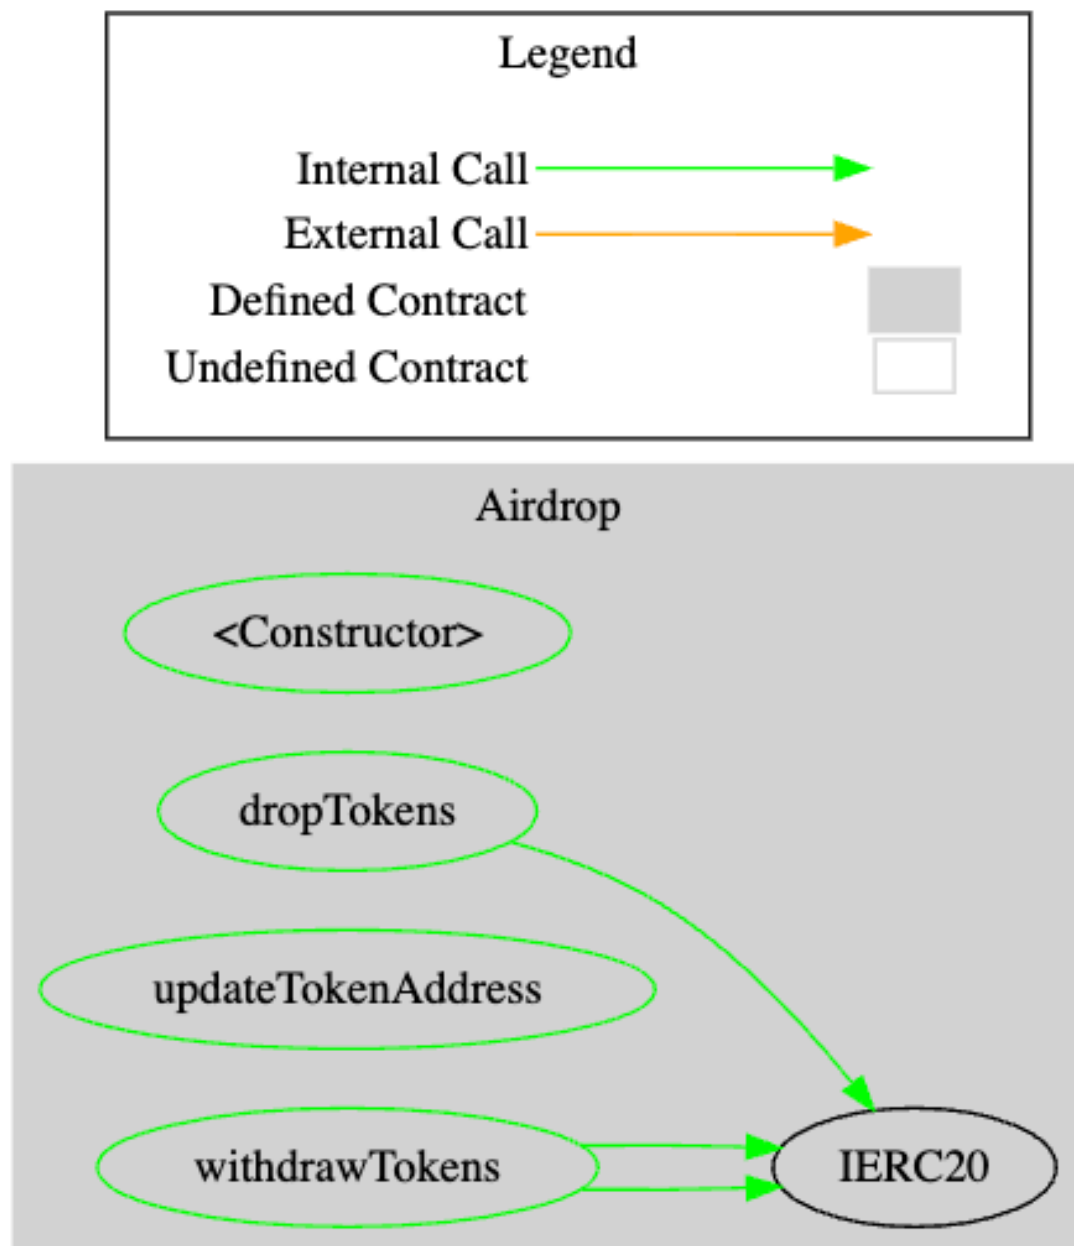 Legend
Internal Call
External Call
Defined Contract
Undefined Contract
Airdrop
<Constructor>
dropTokens
updateTokenAddress
withdrawTokens
IERC20